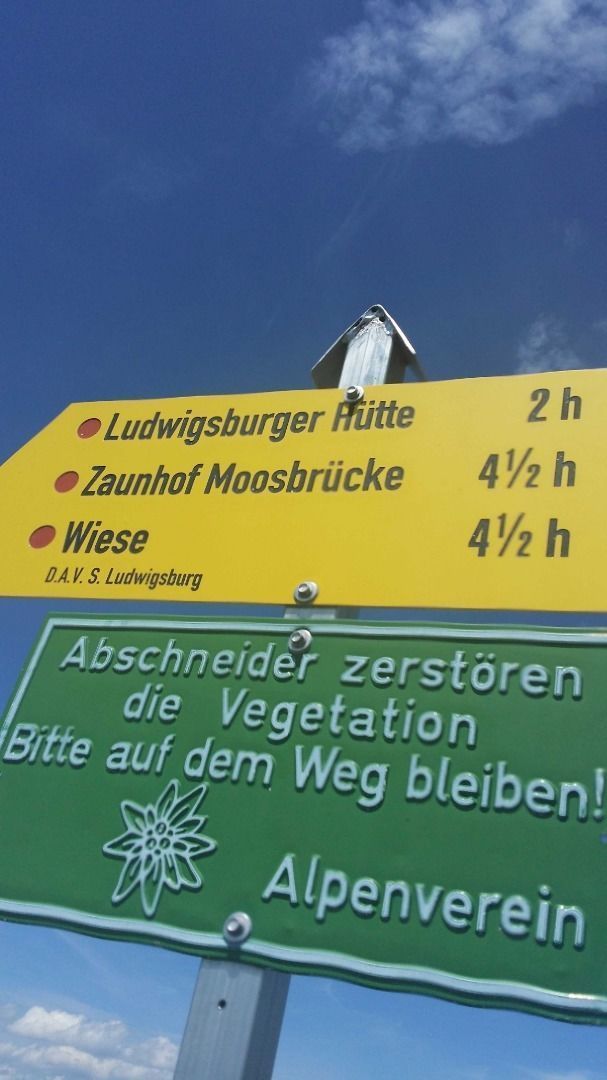 Ludwigsburger Hütte 2 h
Zaunhof Moosbrücke 4½ h
Wiese 4½ h
D.A.V. S. Ludwigsburg
Abschneider zerstören
die Vegetation
Bitte auf dem Weg bleiben!
Alpenverein